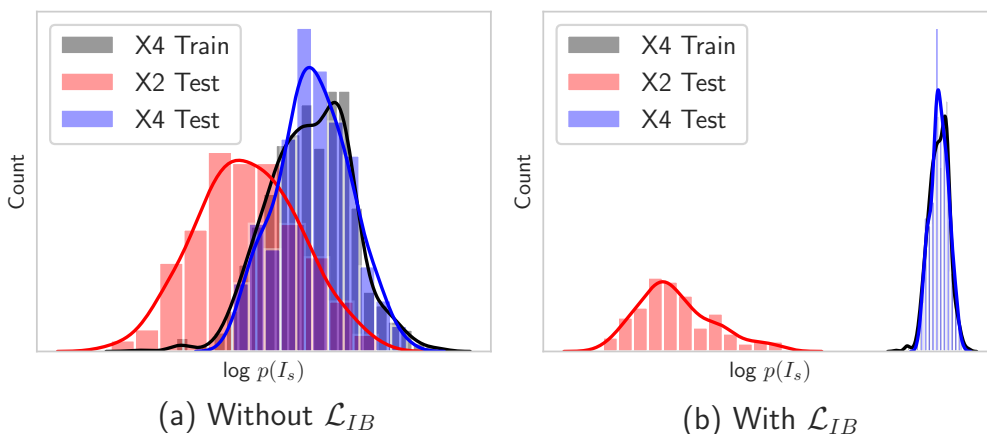 X4 Train
X2 Test
X4 Test
Count
log p(I_s)
(a) Without ℒ_IB
X4 Train
X2 Test
X4 Test
Count
log p(I_s)
(b) With ℒ_IB